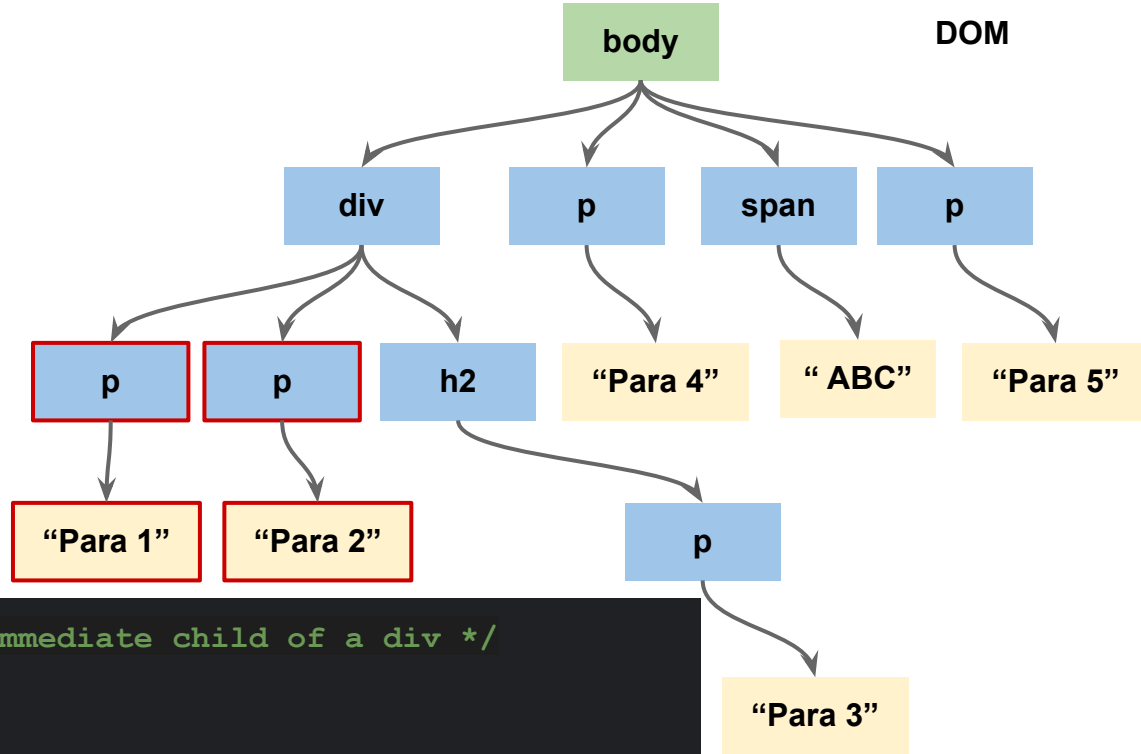 body
DOM
div
p
span
p
p
p
h2
“Para 4”
“ ABC”
“Para 5”
“Para 1”
“Para 2”
p
mmediate child of a div */
“Para 3”